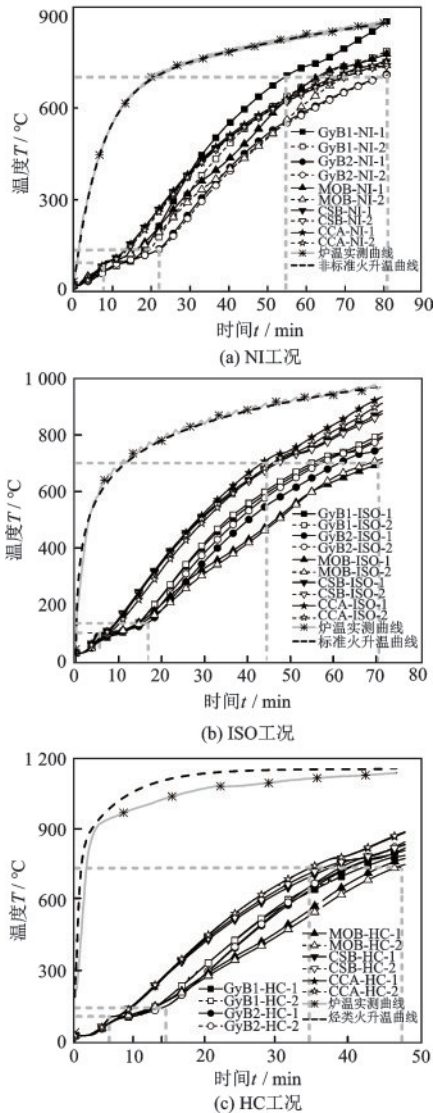 900
600
300
0
温度T / °C
0 10 20 30 40 50 60 70 80 90
时间t / min
GyB1-NI-1
GyB1-NI-2
GyB2-NI-1
GyB2-NI-2
MOB-NI-1
MOB-NI-2
CSB-NI-1
CSB-NI-2
CCA-NI-1
CCA-NI-2
炉温实测曲线
非标准火升温曲线
(a) NI工况
1 000
800
600
400
200
100
0
温度T / °C
0 10 20 30 40 50 60 70 80
时间t / min
GyB1-ISO-1
GyB1-ISO-2
GyB2-ISO-1
GyB2-ISO-2
MOB-ISO-1
MOB-ISO-2
CSB-ISO-1
CSB-ISO-2
CCA-ISO-1
CCA-ISO-2
炉温实测曲线
标准火升温曲线
(b) ISO工况
1 200
900
600
300
0
温度T / °C
0 10 20 30 40 50
时间t / min
GyB1-HC-1
GyB1-HC-2
GyB2-HC-1
GyB2-HC-2
MOB-HC-1
MOB-HC-2
CSB-HC-1
CSB-HC-2
CCA-HC-1
CCA-HC-2
炉温实测曲线
烃类火升温曲线
(c) HC工况